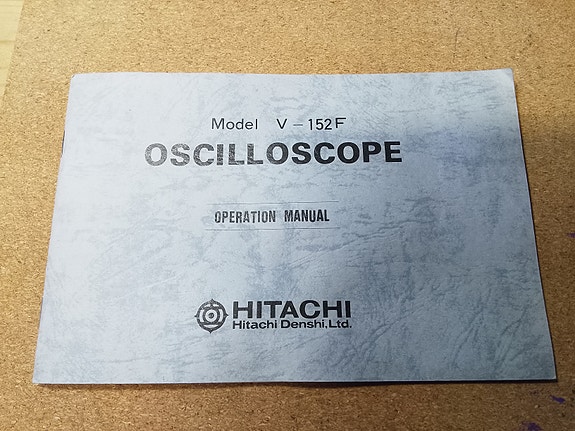 Model V-152F
OSCILLOSCOPE
OPERATION MANUAL
HITACHI
Hitachi Denshi, Ltd.